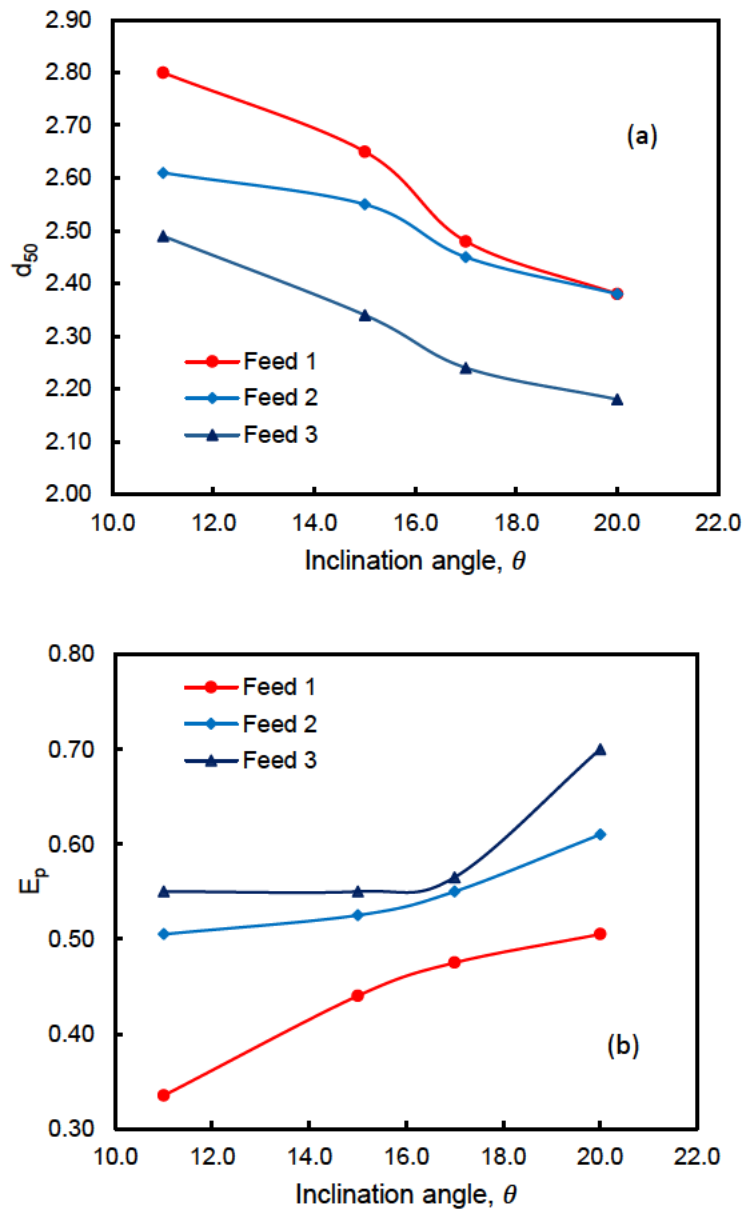 2.90
2.80
2.70
2.60
2.50
2.40
2.30
2.20
2.10
2.00
d50
(a)
Feed 1
Feed 2
Feed 3
10.0 12.0 14.0 16.0 18.0 20.0 22.0
Inclination angle, θ
0.80
0.70
0.60
0.50
0.40
0.30
Ep
Feed 1
Feed 2
Feed 3
(b)
10.0 12.0 14.0 16.0 18.0 20.0 22.0
Inclination angle, θ